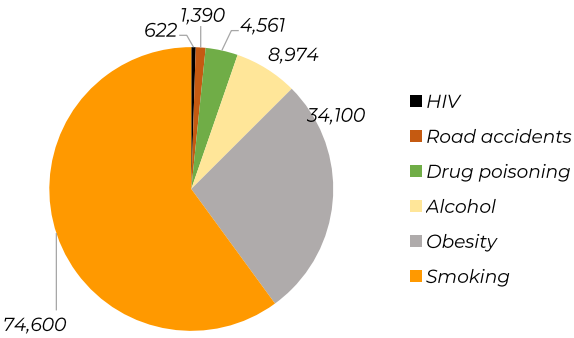 1,390
622
4,561
8,974
34,100
74,600
HIV
Road accidents
Drug poisoning
Alcohol
Obesity
Smoking